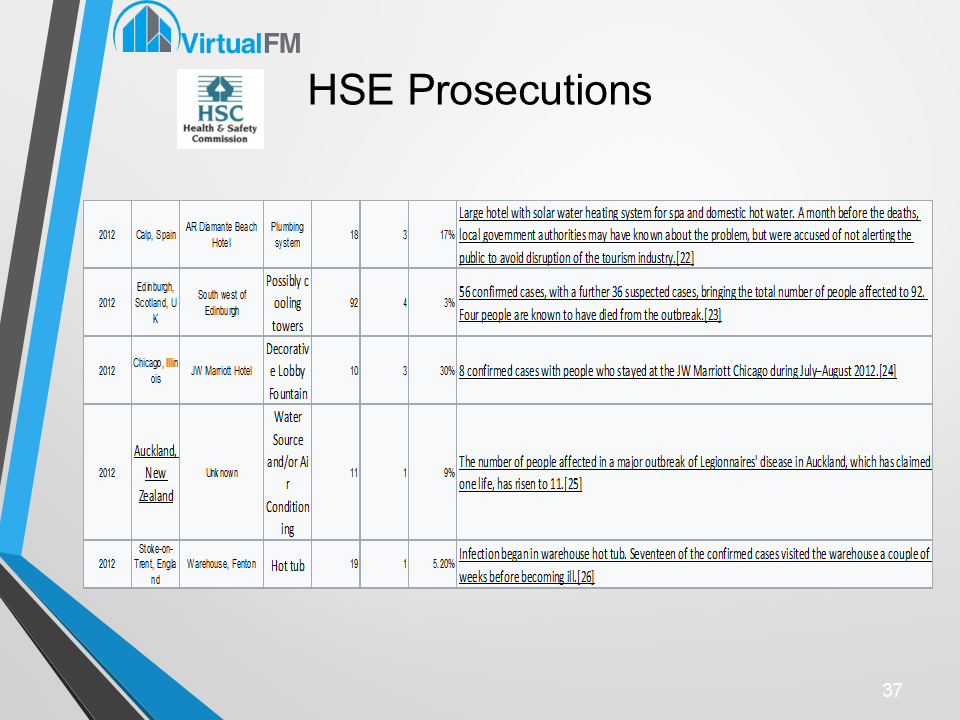 VirtualFM
HSE Prosecutions
HSC
Health & Safety
Commission
2012
Calp, Spain
AR Diamante Beach
Hotel
Plumbing
system
18
3
17%
Large hotel with solar water heating system for spa and domestic hot water. A month before the deaths,
local government authorities may have known about the problem, but were accused of not alerting the
public to avoid disruption of the tourism industry.[22]
2012
Edinburgh,
Scotland, U
K
South west of
Edinburgh
Possibly c
ooling
towers
92
4
3%
56 confirmed cases, with a further 36 suspected cases, bringing the total number of people affected to 92.
Four people are known to have died from the outbreak.[23]
2012
Chicago, Illin
ois
JW Marriott Hotel
Decorativ
e Lobby
Fountain
10
3
30%
8 confirmed cases with people who stayed at the JW Marriott Chicago during July–August 2012.[24]
2012
Auckland,
New
Zealand
Unknown
Water
Source
and/or Ai
r
Condition
ing
11
1
9%
The number of people affected in a major outbreak of Legionnaires' disease in Auckland, which has claimed
one life, has risen to 11.[25]
2012
Stoke-on-
Trent, Engla
nd
Warehouse, Fenton
Hot tub
19
1
5.20%
Infection began in warehouse hot tub. Seventeen of the confirmed cases visited the warehouse a couple of
weeks before becoming ill.[26]
37